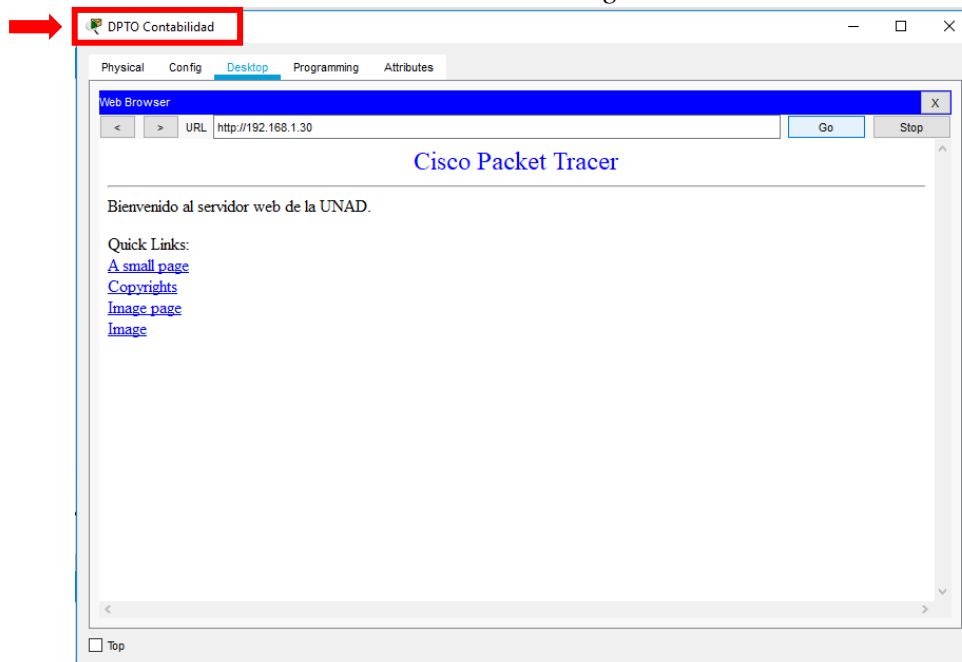 DPTO Contabilidad
Physical Config Desktop Programming Attributes
Web Browser X
< > URL http://192.168.1.30 Go Stop
Cisco Packet Tracer
Bienvenido al servidor web de la UNAD.
Quick Links:
A small page
Copyrights
Image page
Image
Top